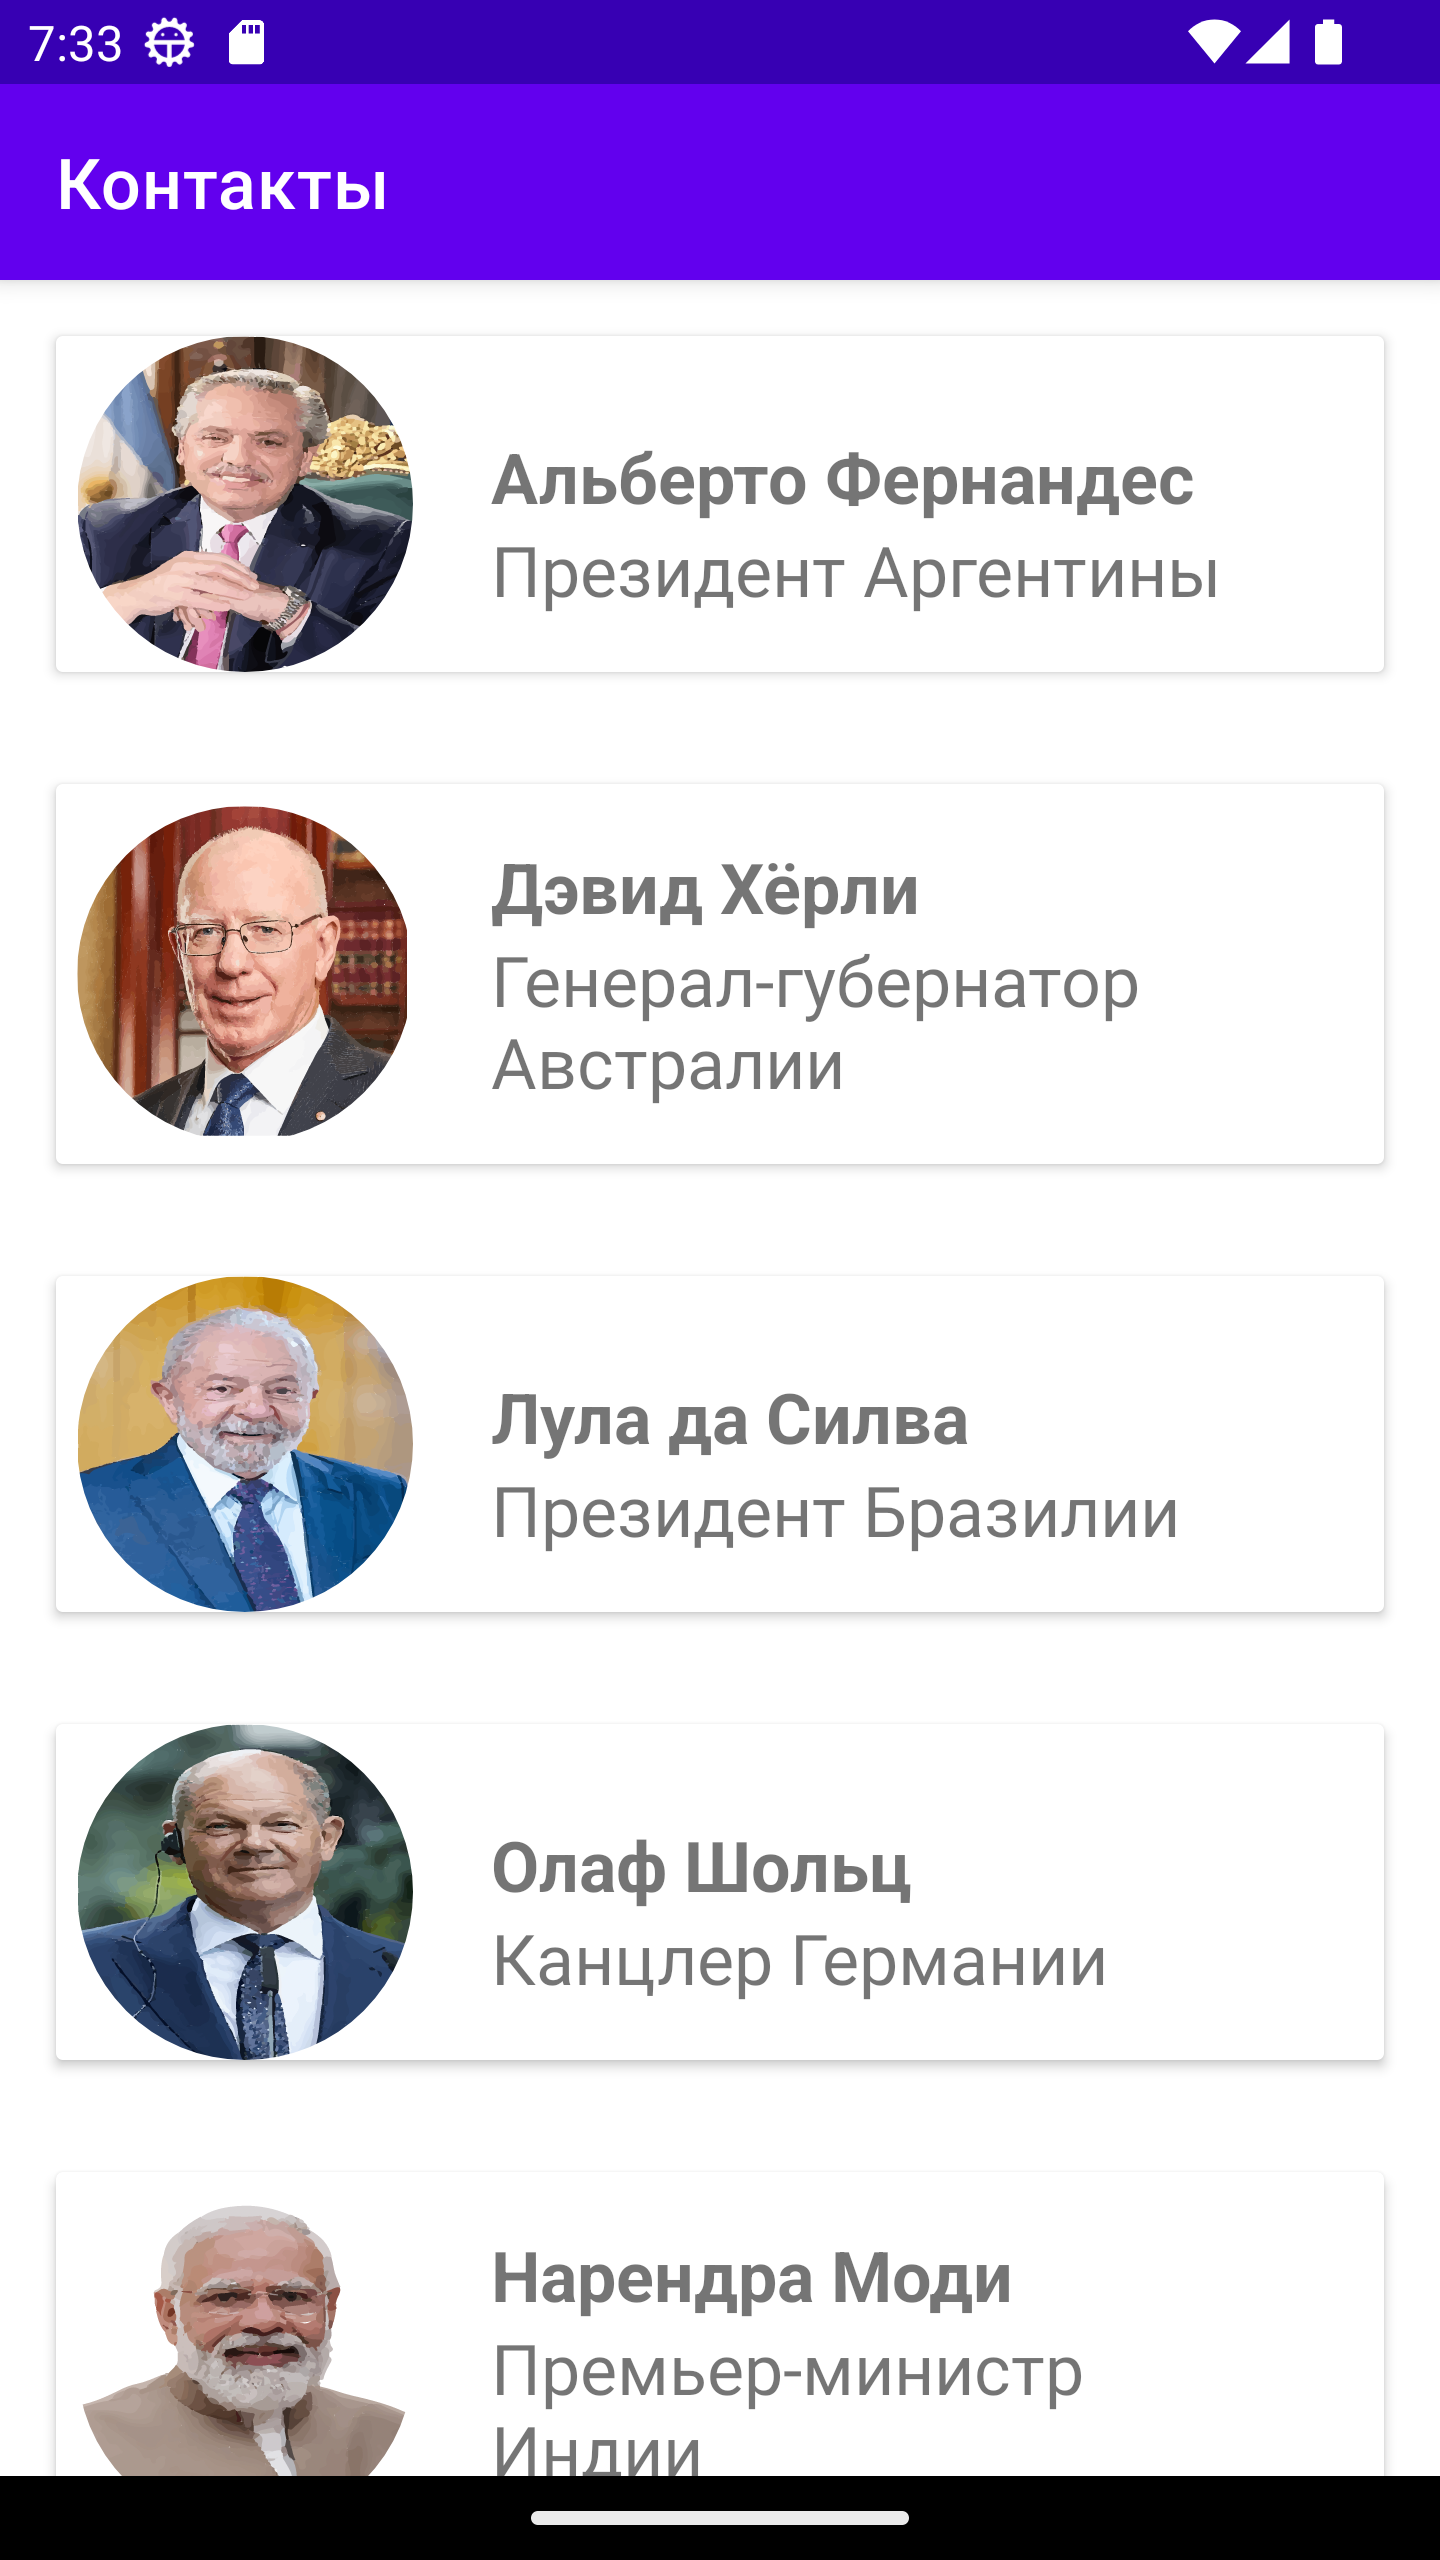 7:33
Контакты
Альберто Фернандес
Президент Аргентины
Дэвид Хёрли
Генерал-губернатор
Австралии
Лула да Силва
Президент Бразилии
Олаф Шольц
Канцлер Германии
Нарендра Моди
Премьер-министр
Индии